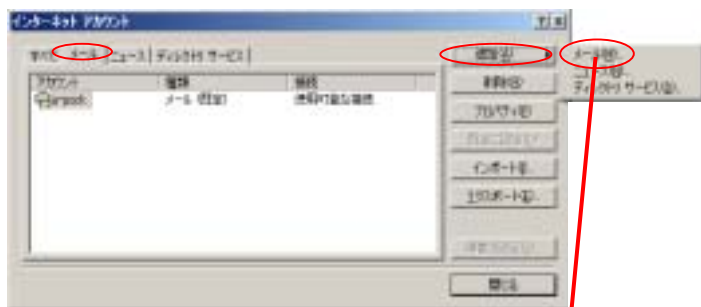 インターネット アカウント
すべて メール ニュース ディレクトリ サービス
アカウント 種類 接続
メール (既定) 使用可能な接続
追加(A)
削除(R)
プロパティ(P)
インポート(I)...
エクスポート(E)...
閉じる
メール(M)...
ニュース(N)...
ディレクトリ サービス(D)...